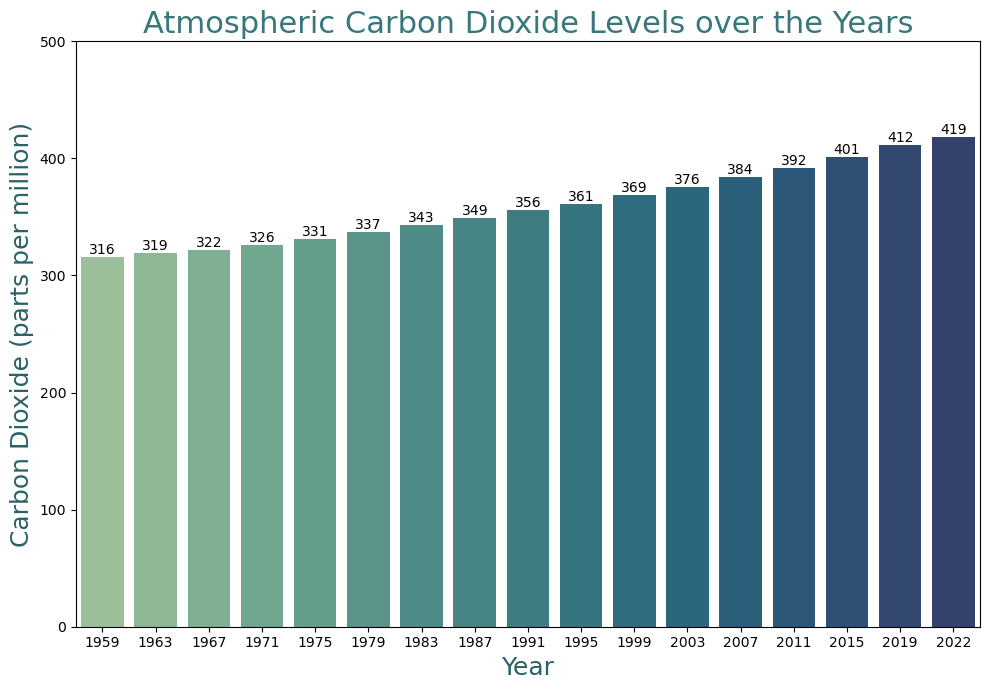 Atmospheric Carbon Dioxide Levels over the Years
Carbon Dioxide (parts per million)
500
400
300
200
100
0
316 319 322 326 331 337 343 349 356 361 369 376 384 392 401 412 419
1959 1963 1967 1971 1975 1979 1983 1987 1991 1995 1999 2003 2007 2011 2015 2019 2022
Year